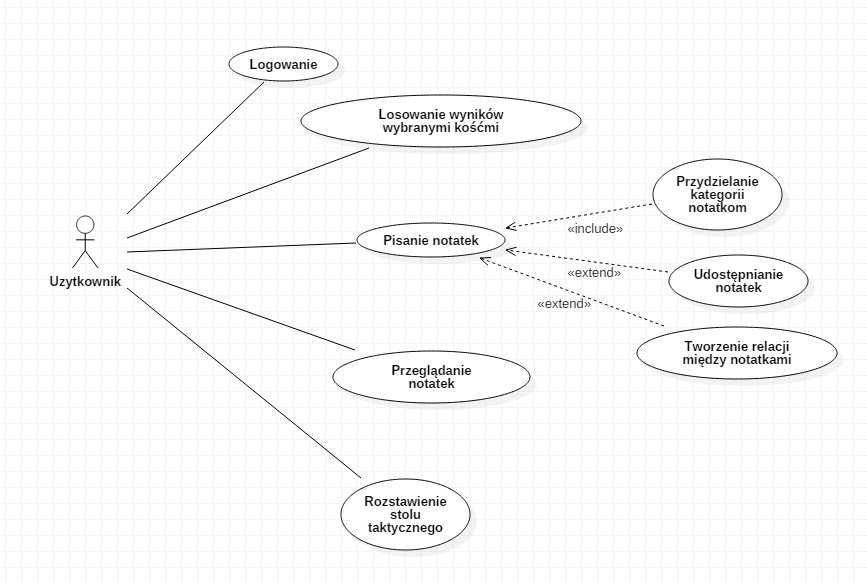 Logowanie
Losowanie wyników
wybranymi kośćmi
Przydzielanie
kategorii
notatkom
«include»
Pisanie notatek
Uzytkownik
«extend»
Udostępnianie
notatek
«extend»
Tworzenie relacji
między notatkami
Przeglądanie
notatek
Rozstawienie
stolu
taktycznego